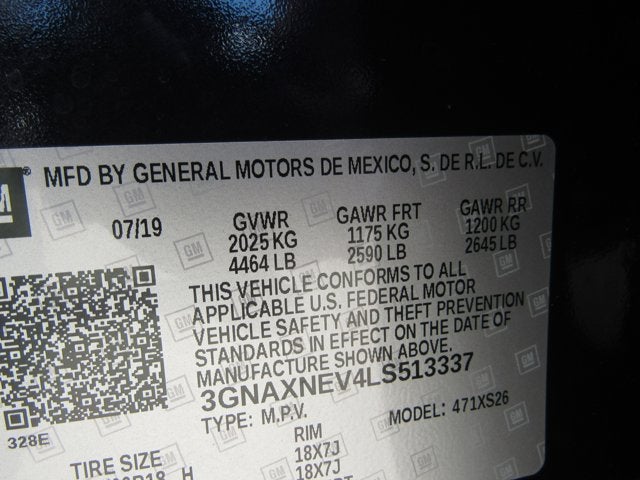 MFD BY GENERAL MOTORS DE MEXICO, S. DE R.L. DE C.V.
07/19 GVWR GAWR FRT GAWR RR
2025 KG 1175 KG 1200 KG
4464 LB 2590 LB 2645 LB
THIS VEHICLE CONFORMS TO ALL
APPLICABLE U.S. FEDERAL MOTOR
VEHICLE SAFETY AND THEFT PREVENTION
STANDARDS IN EFFECT ON THE DATE OF
MANUFACTURE SHOWN ABOVE.
3GNAXNEV4LS513337
TYPE: M.P.V. MODEL: 471XS26
328E
TIRE SIZE RIM
18X7J
H 18X7J